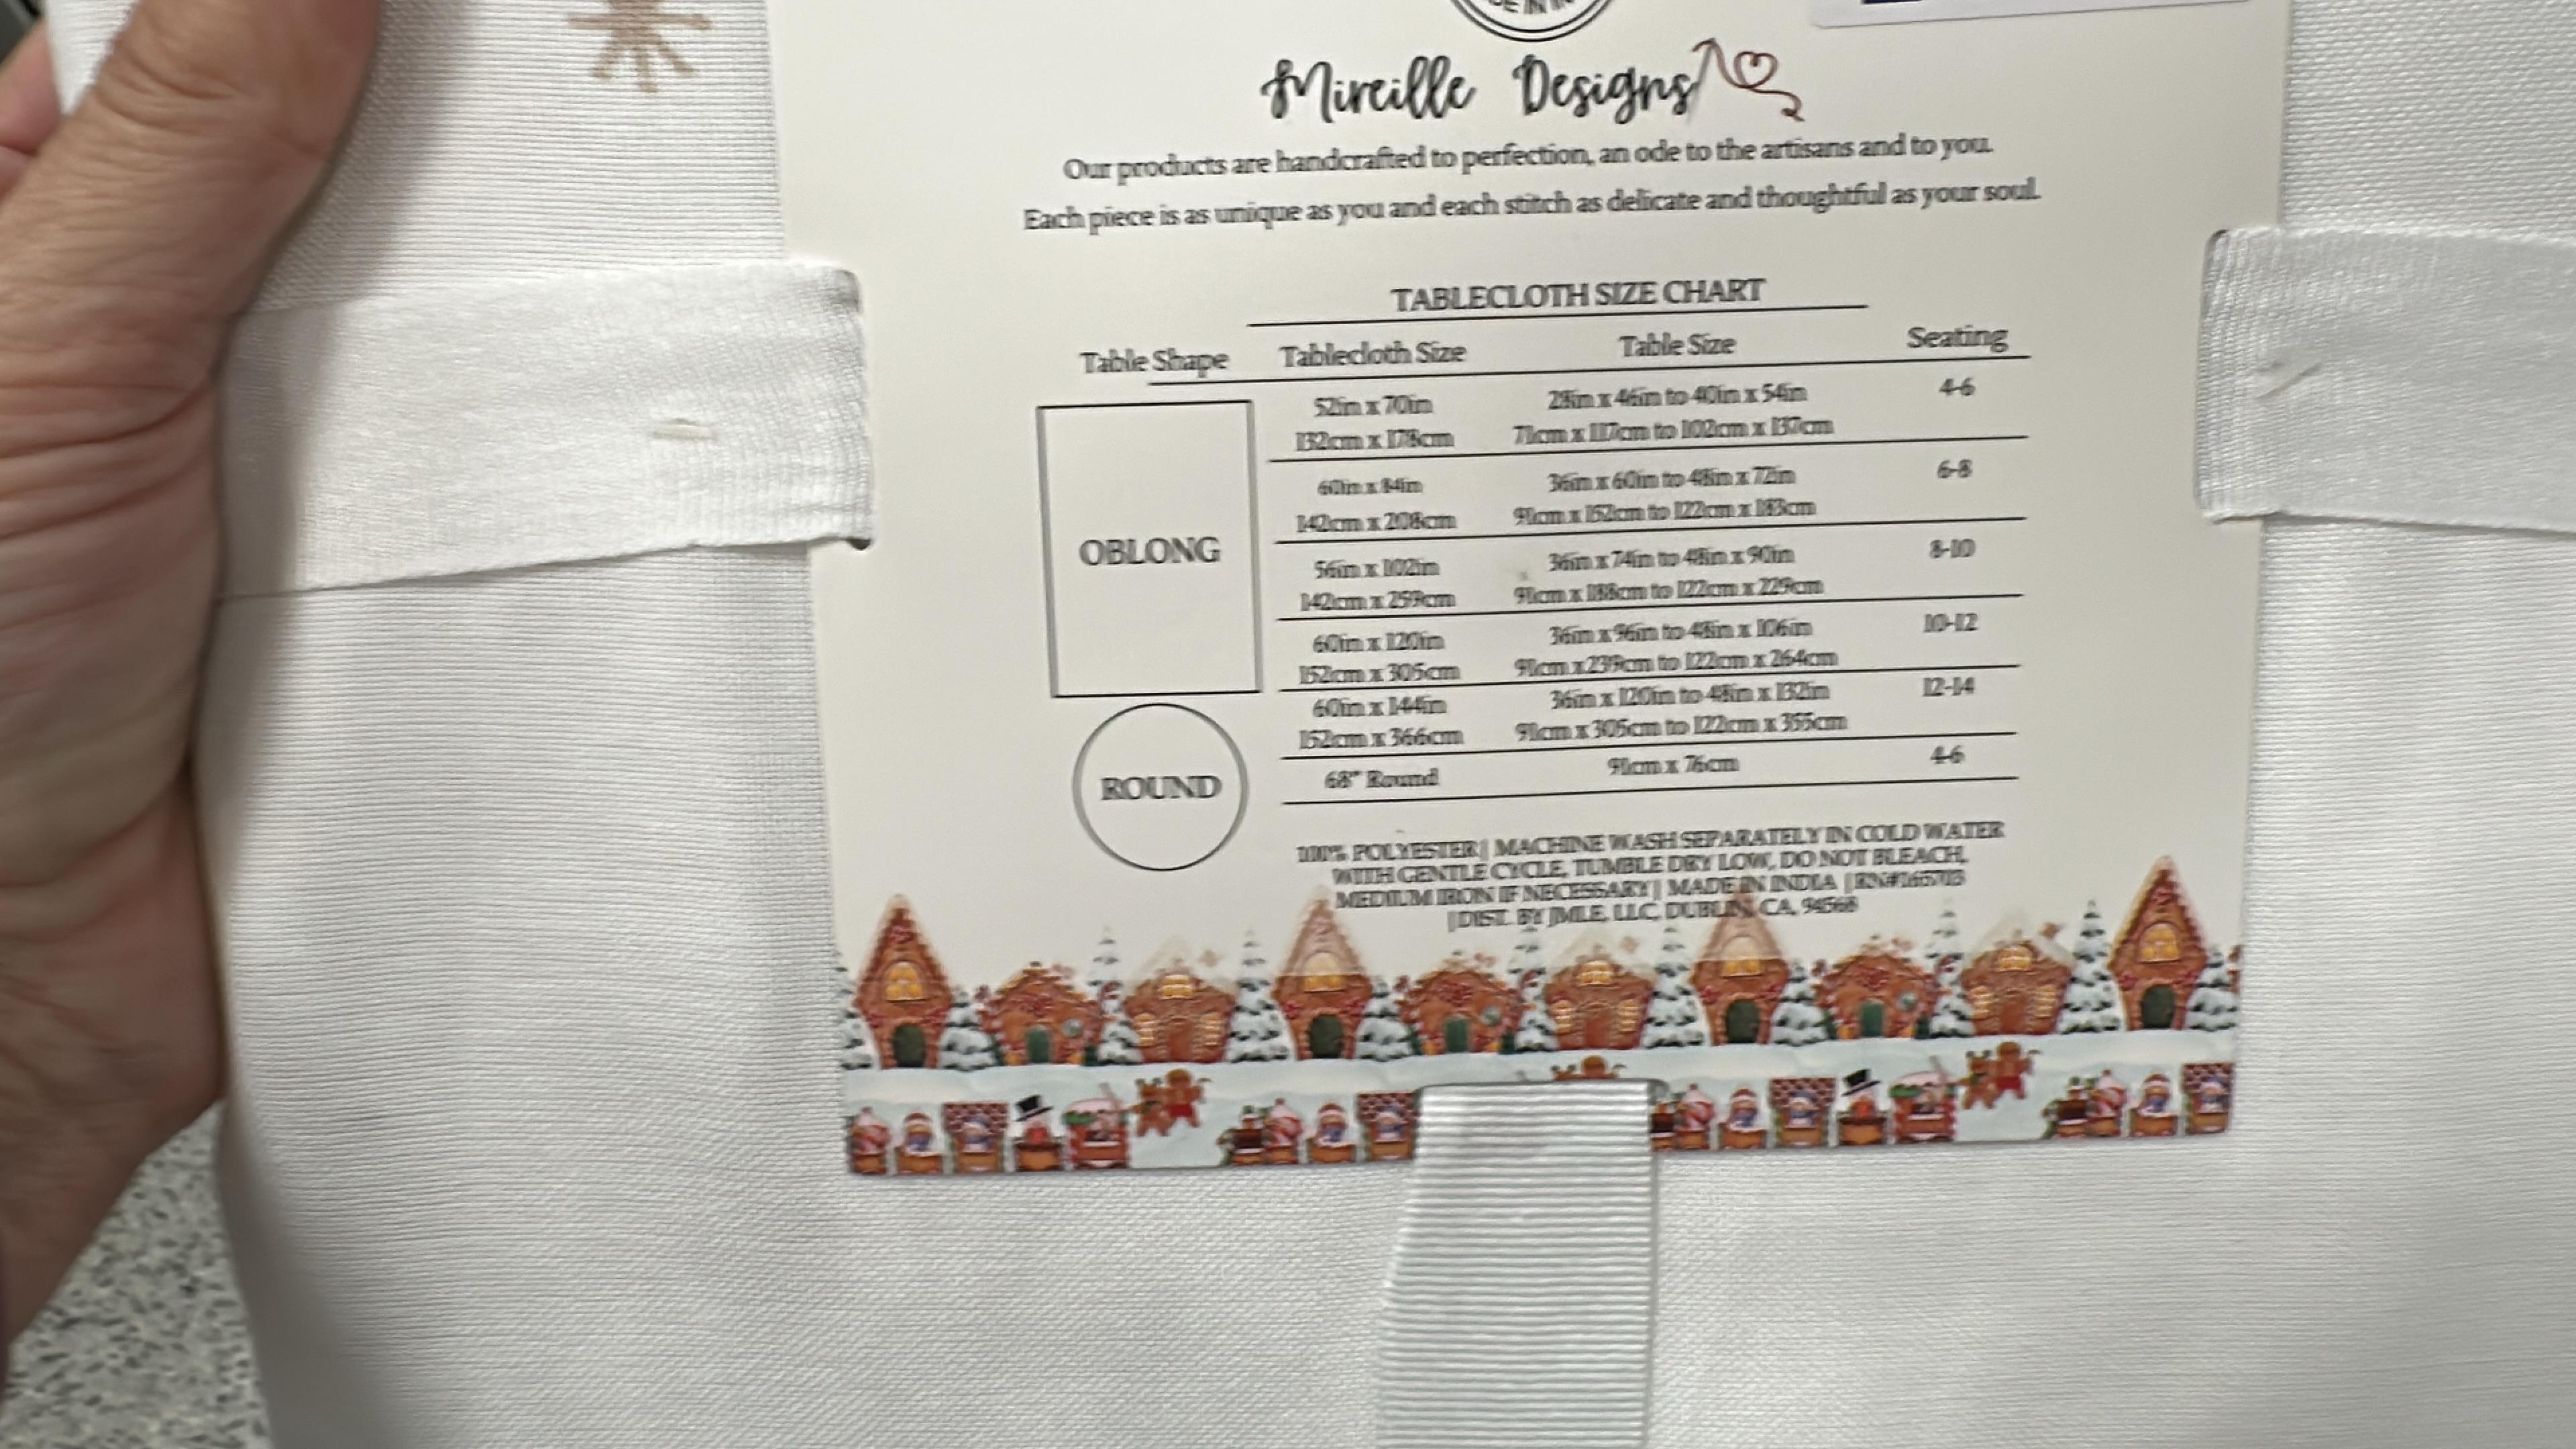 Mireille Designs
Our products are handcrafted to perfection, an ode to the artisans and to you.
Each piece is as unique as you and each stitch as delicate and thoughtful as your soul.
TABLECLOTH SIZE CHART
Table Shape Tablecloth Size Table Size Seating
OBLONG
52in x 70in 28in x 46in to 40in x 54in 4-6
132cm x 178cm 71cm x 117cm to 102cm x 137cm
60in x 84in 36in x 60in to 48in x 72in 6-8
142cm x 208cm 91cm x 152cm to 122cm x 183cm
56in x 102in 36in x 74in to 48in x 90in 8-10
142cm x 259cm 91cm x 188cm to 122cm x 229cm
60in x 120in 36in x 96in to 48in x 106in 10-12
152cm x 305cm 91cm x 239cm to 122cm x 264cm
60in x 144in 36in x 120in to 48in x 132in 12-14
152cm x 366cm 91cm x 305cm to 122cm x 355cm
ROUND 68" Round 91cm x 76cm 4-6
100% POLYESTER | MACHINE WASH SEPARATELY IN COLD WATER
WITH GENTLE CYCLE, TUMBLE DRY LOW, DO NOT BLEACH,
MEDIUM IRON IF NECESSARY | MADE IN INDIA |
| DIST. BY JMLE, LLC, DUBLIN, CA, 94568